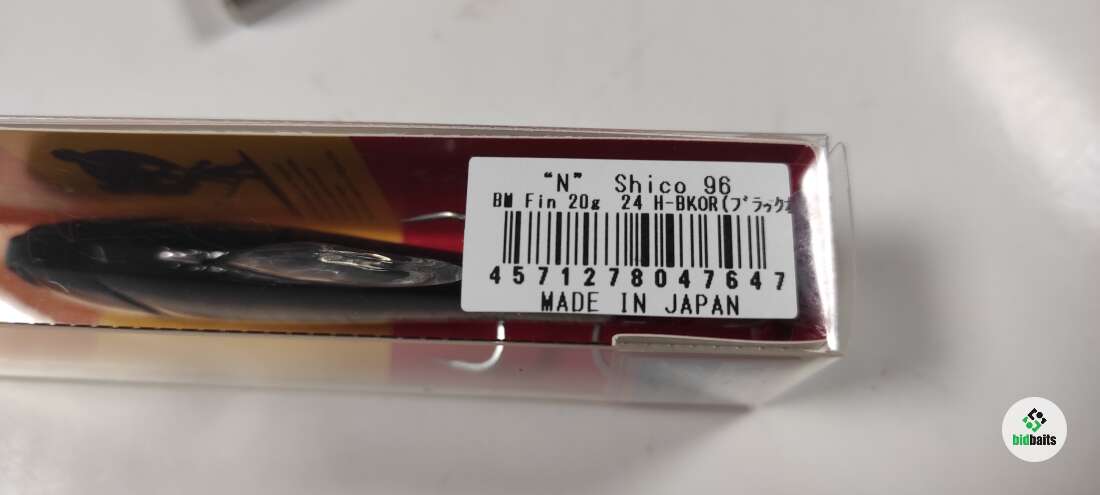 "N" Shico 96
BM Fin 20g 24 H-BKOR(ブラック
4571278047647
MADE IN JAPAN
bidbaits